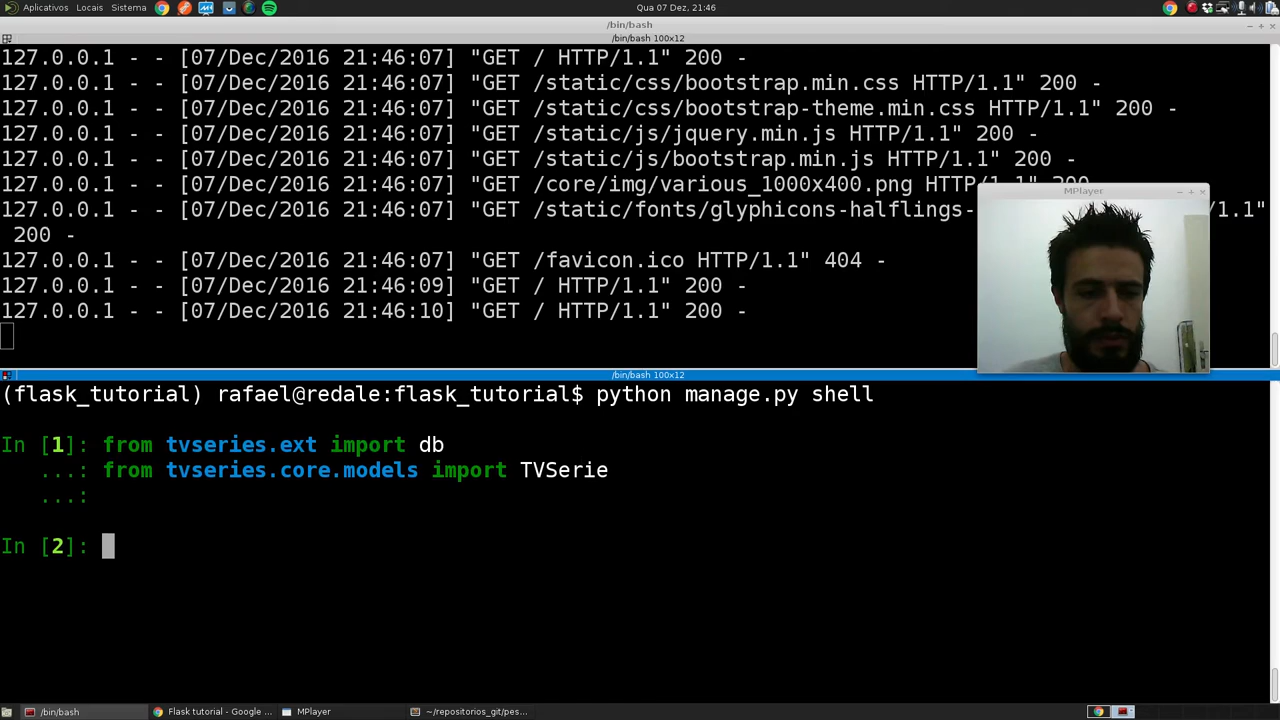 Aplicativos Locais Sistema
Qua 07 Dez, 21:46
/bin/bash
/bin/bash 100x12
127.0.0.1 - - [07/Dec/2016 21:46:07] "GET / HTTP/1.1" 200 -
127.0.0.1 - - [07/Dec/2016 21:46:07] "GET /static/css/bootstrap.min.css HTTP/1.1" 200 -
127.0.0.1 - - [07/Dec/2016 21:46:07] "GET /static/css/bootstrap-theme.min.css HTTP/1.1" 200 -
127.0.0.1 - - [07/Dec/2016 21:46:07] "GET /static/js/jquery.min.js HTTP/1.1" 200 -
127.0.0.1 - - [07/Dec/2016 21:46:07] "GET /static/js/bootstrap.min.js HTTP/1.1" 200 -
127.0.0.1 - - [07/Dec/2016 21:46:07] "GET /core/img/various_1000x400.png HTTP/1.1" 200 -
MPlayer
127.0.0.1 - - [07/Dec/2016 21:46:07] "GET /static/fonts/glyphicons-halflings- /1.1"
200 -
127.0.0.1 - - [07/Dec/2016 21:46:07] "GET /favicon.ico HTTP/1.1" 404 -
127.0.0.1 - - [07/Dec/2016 21:46:09] "GET / HTTP/1.1" 200 -
127.0.0.1 - - [07/Dec/2016 21:46:10] "GET / HTTP/1.1" 200 -
/bin/bash 100x12
(flask_tutorial) rafael@redale:flask_tutorial$ python manage.py shell
In [1]: from tvseries.ext import db
...: from tvseries.core.models import TVSerie
...:
In [2]:
/bin/bash
Flask tutorial - Google ...
MPlayer
~/repositorios_git/pes...